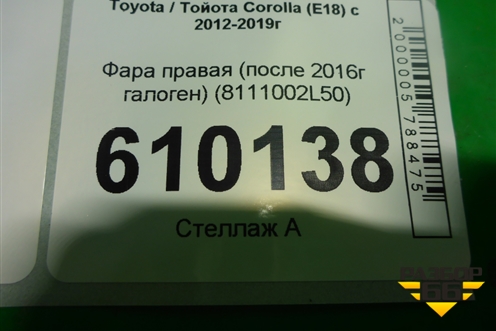 Toyota / Тойота Corolla (E18) с
2012-2019г
Фара правая (после 2016г
галоген) (8111002L50)
610138
Стеллаж А
2000005788475
РАЗБОР
66